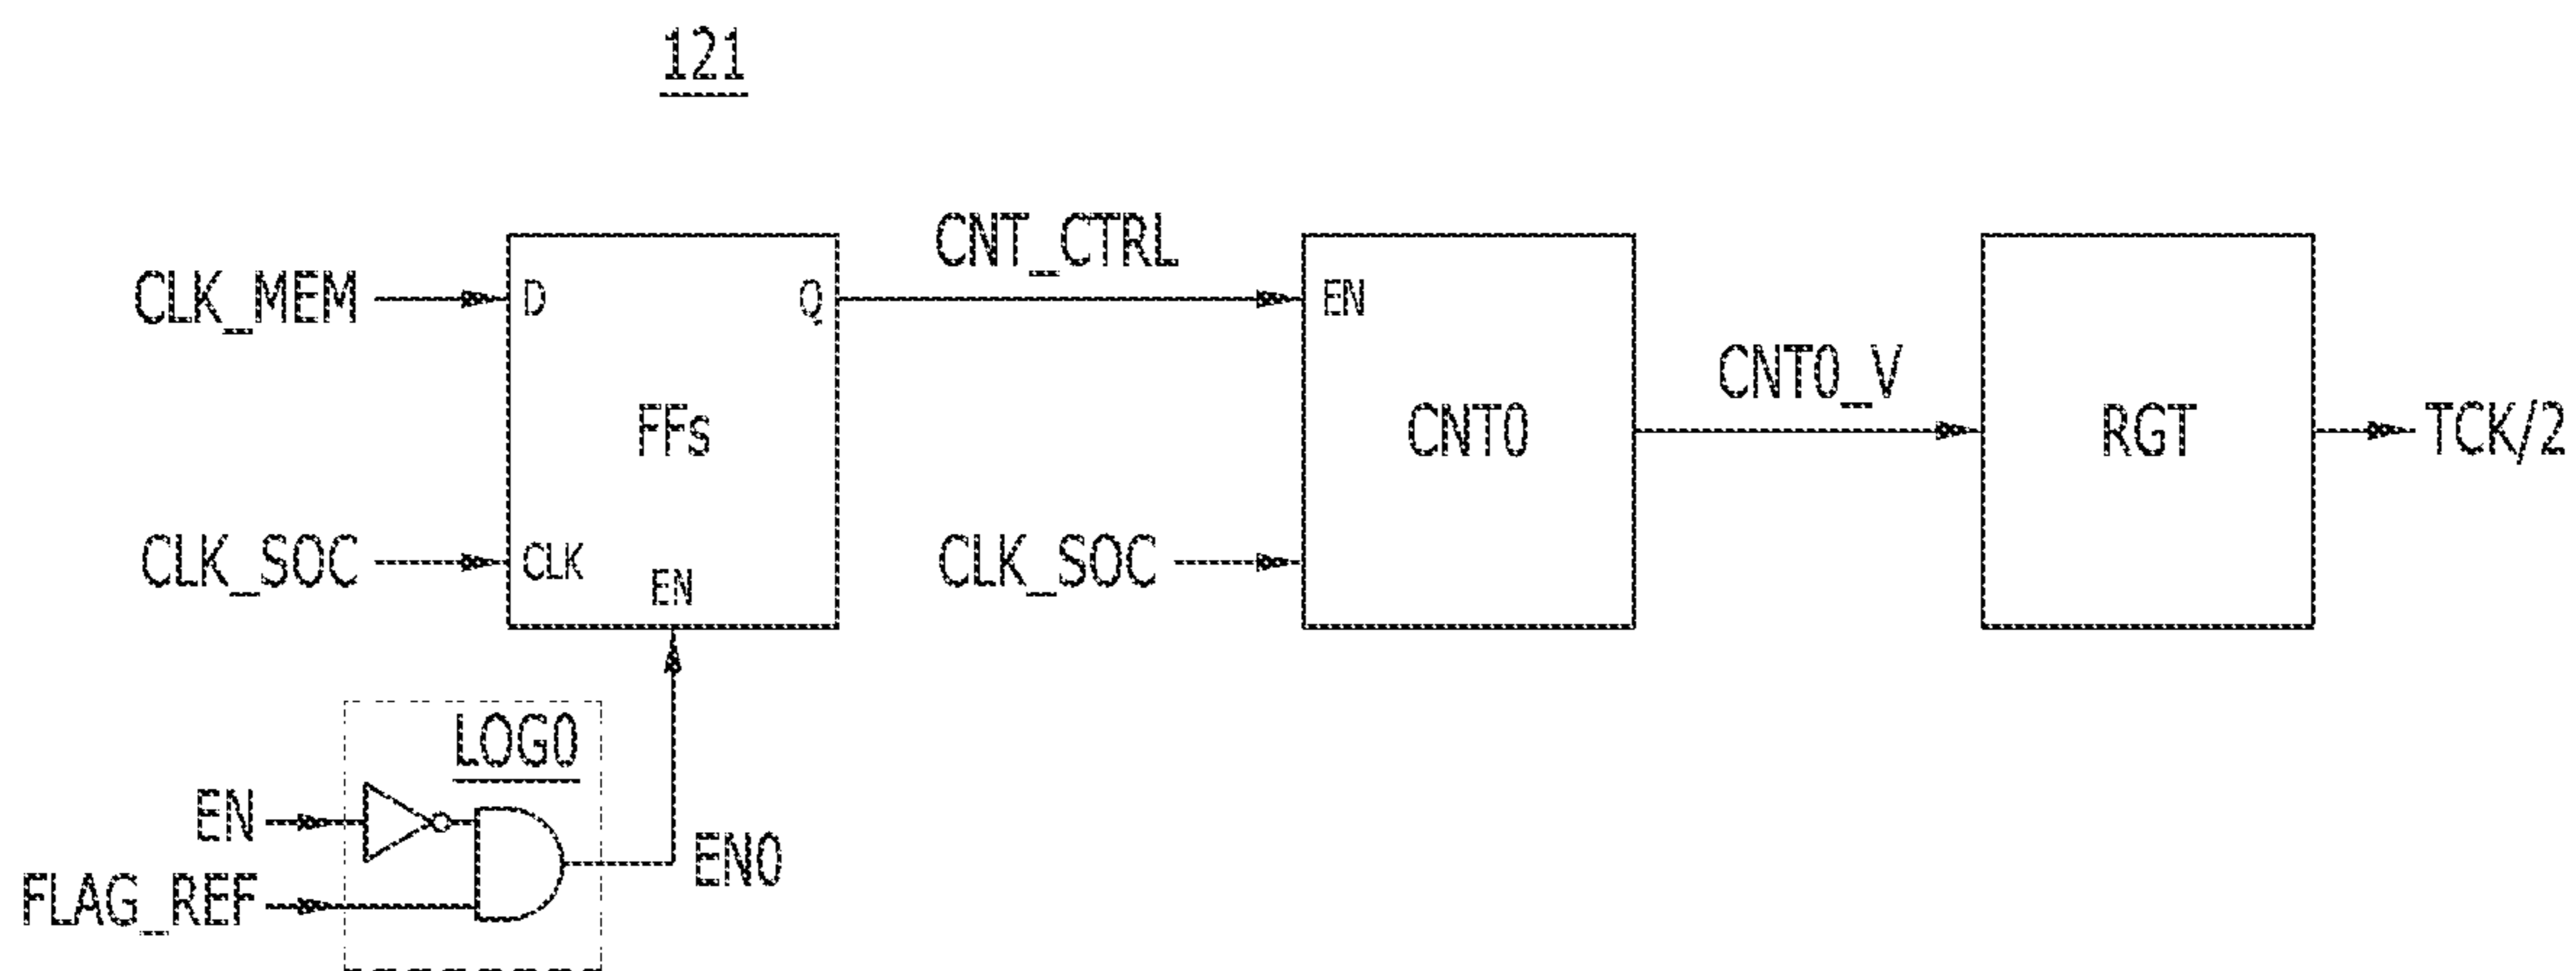 121
CNT_CTRL
CLK_MEM
D
Q
EN
CNT0_V
FFs
CNT0
RGT
TCK/2
CLK_SOC
CLK
EN
CLK_SOC
LOG0
EN
EN0
FLAG_REF